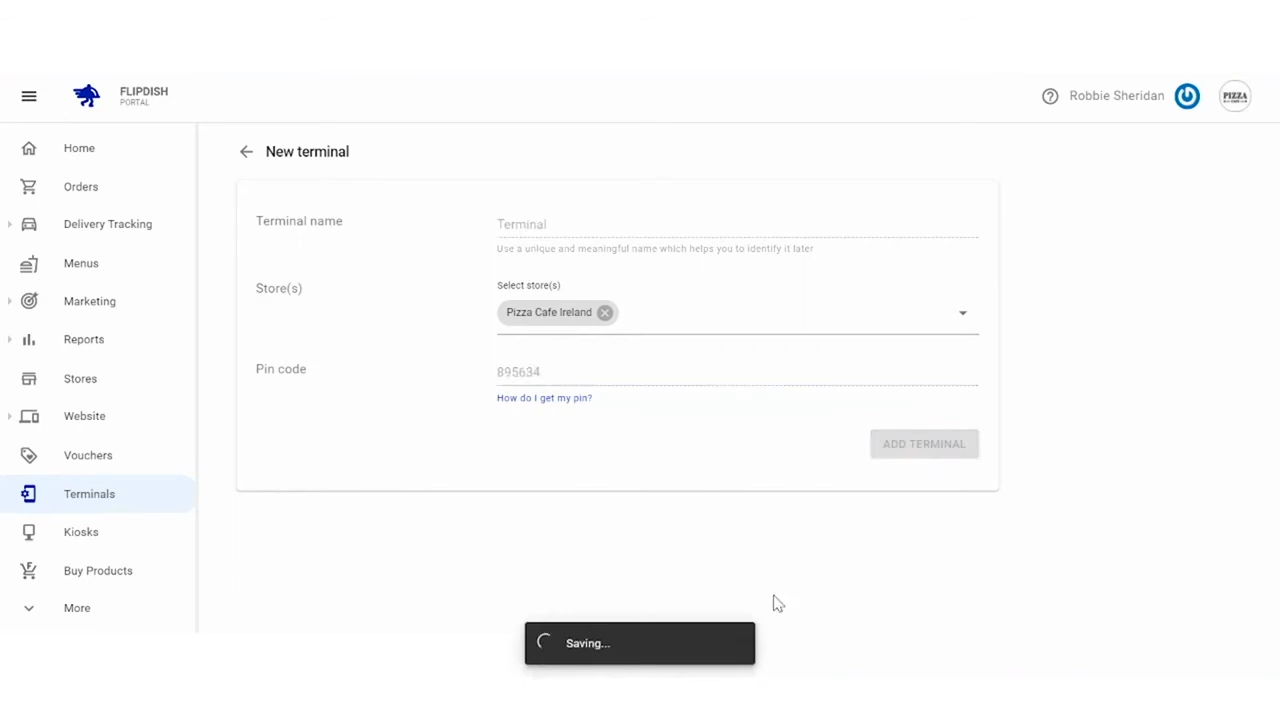 FLIPDISH
PORTAL
Robbie Sheridan
PIZZA
Home
Orders
Delivery Tracking
Menus
Marketing
Reports
Stores
Website
Vouchers
Terminals
Kiosks
Buy Products
More
New terminal
Terminal name
Terminal
Use a unique and meaningful name which helps you to identify it later
Store(s)
Select store(s)
Pizza Cafe Ireland
Pin code
895634
How do I get my pin?
ADD TERMINAL
Saving...